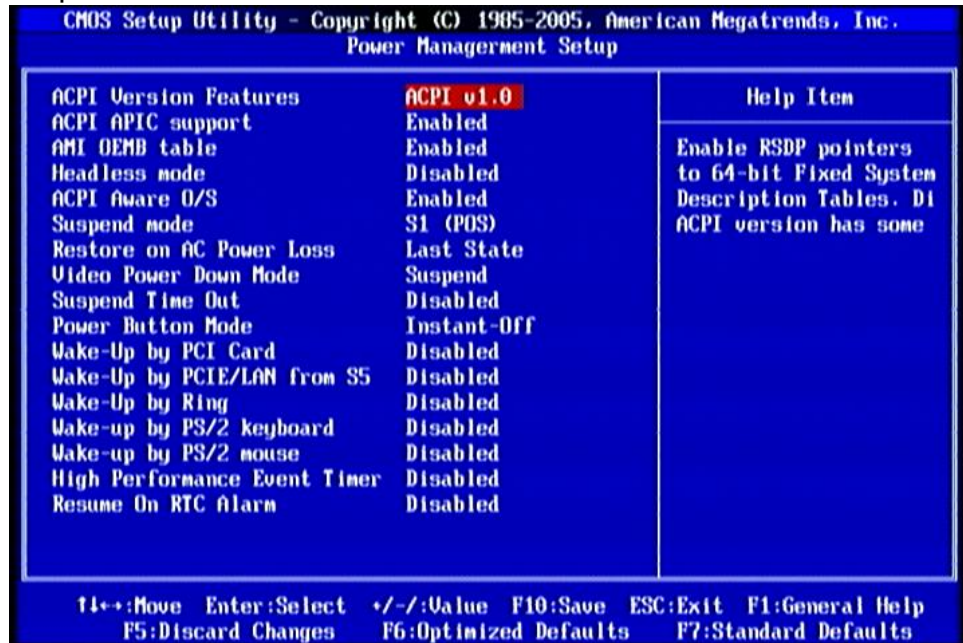 CMOS Setup Utility - Copyright (C) 1985-2005, American Megatrends, Inc.
Power Managerment Setup
ACPI Version Features ACPI v1.0
ACPI APIC support Enabled
AMI OEMB table Enabled
Headless mode Disabled
ACPI Aware O/S Enabled
Suspend mode S1 (POS)
Restore on AC Power Loss Last State
Video Power Down Mode Suspend
Suspend Time Out Disabled
Power Button Mode Instant-Off
Wake-Up by PCI Card Disabled
Wake-Up by PCIE/LAN from S5 Disabled
Wake-Up by Ring Disabled
Wake-up by PS/2 keyboard Disabled
Wake-up by PS/2 mouse Disabled
High Performance Event Timer Disabled
Resume On RTC Alarm Disabled
Help Item
Enable RSDP pointers
to 64-bit Fixed System
Description Tables. Di
ACPI version has some
↑↓←→:Move Enter:Select +/-/:Value F10:Save ESC:Exit F1:General Help
F5:Discard Changes F6:Optimized Defaults F7:Standard Defaults